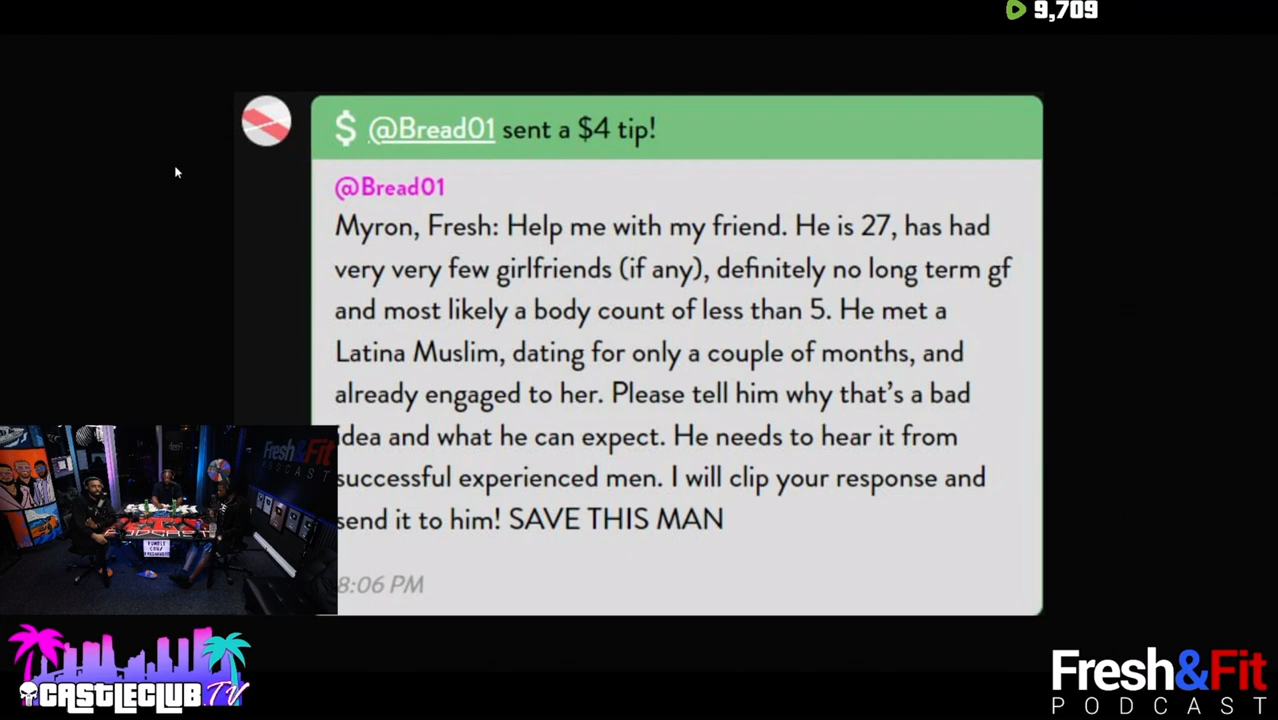 9,709
$ @Bread01 sent a $4 tip!
@Bread01
Myron, Fresh: Help me with my friend. He is 27, has had
very very few girlfriends (if any), definitely no long term gf
and most likely a body count of less than 5. He met a
Latina Muslim, dating for only a couple of months, and
already engaged to her. Please tell him why that's a bad
idea and what he can expect. He needs to hear it from
successful experienced men. I will clip your response and
send it to him! SAVE THIS MAN
8:06 PM
Fresh&Fit
PODCAST
CASTLECLUB.TV
Fresh&Fit
PODCAST